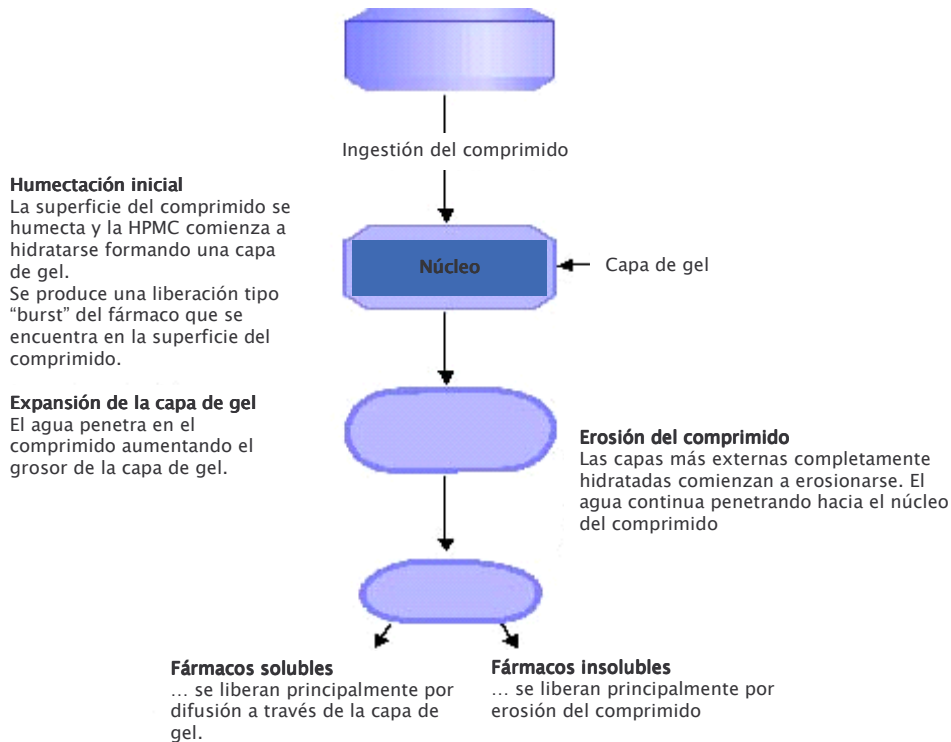 Ingestión del comprimido
Humectación inicial
La superficie del comprimido se
humecta y la HPMC comienza a
hidratarse formando una capa
de gel.
Se produce una liberación tipo
“burst” del fármaco que se
encuentra en la superficie del
comprimido.
Núcleo
Capa de gel
Expansión de la capa de gel
El agua penetra en el
comprimido aumentando el
grosor de la capa de gel.
Erosión del comprimido
Las capas más externas completamente
hidratadas comienzan a erosionarse. El
agua continua penetrando hacia el núcleo
del comprimido
Fármacos solubles
… se liberan principalmente por
difusión a través de la capa de
gel.
Fármacos insolubles
… se liberan principalmente por
erosión del comprimido